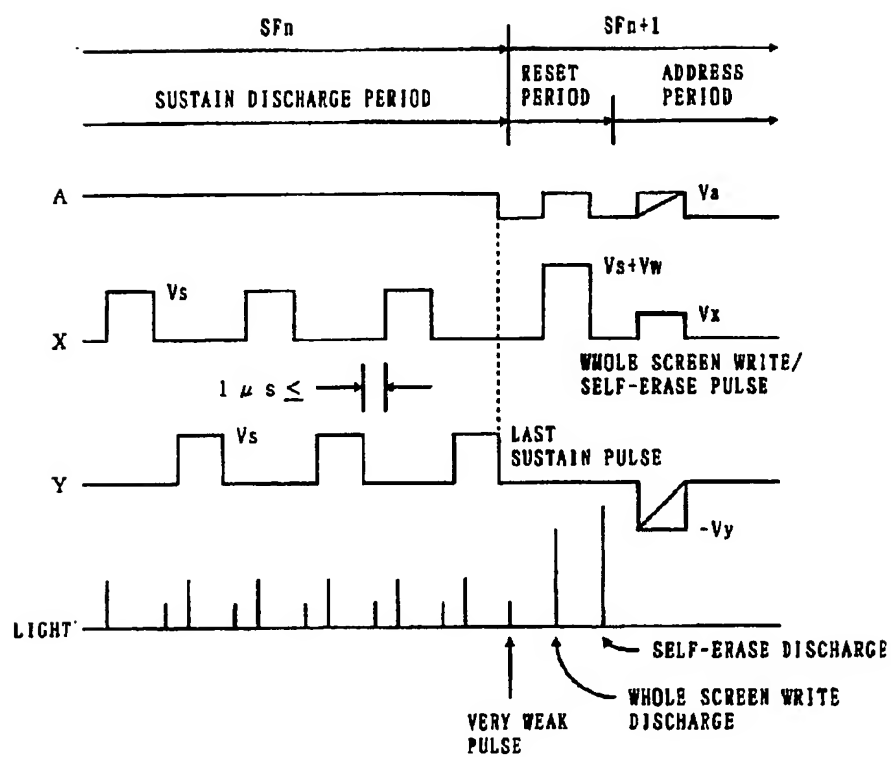 SFn
SFn+1
SUSTAIN DISCHARGE PERIOD
RESET
PERIOD
ADDRESS
PERIOD
A
Va
Vs
Vs+Vw
Vx
X
WHOLE SCREEN WRITE/
SELF-ERASE PULSE
1 μ s ≤
Vs
LAST
SUSTAIN PULSE
Y
-Vy
LIGHT
SELF-ERASE DISCHARGE
WHOLE SCREEN WRITE
DISCHARGE
VERY WEAK
PULSE